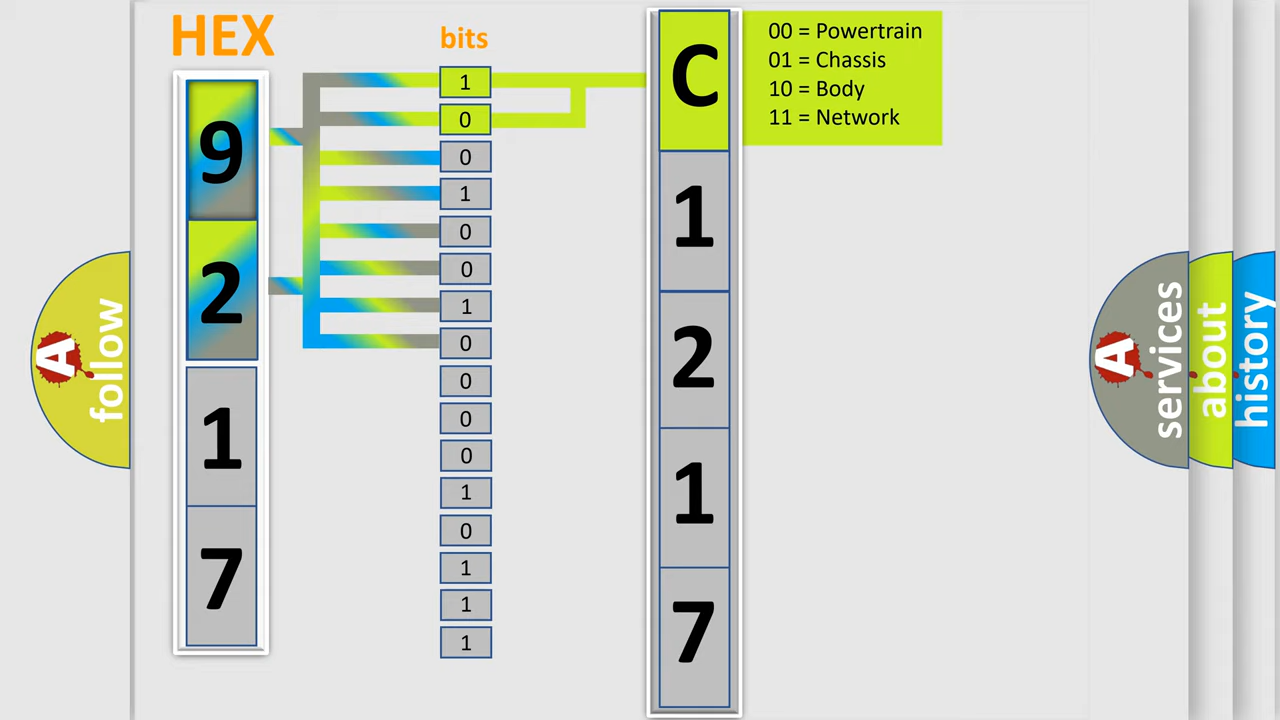 HEX
bits
9
2
1
7
1
0
0
1
0
0
1
0
0
0
0
1
0
1
1
1
C
1
2
1
7
00 = Powertrain
01 = Chassis
10 = Body
11 = Network
A
follow
A
services
about
history